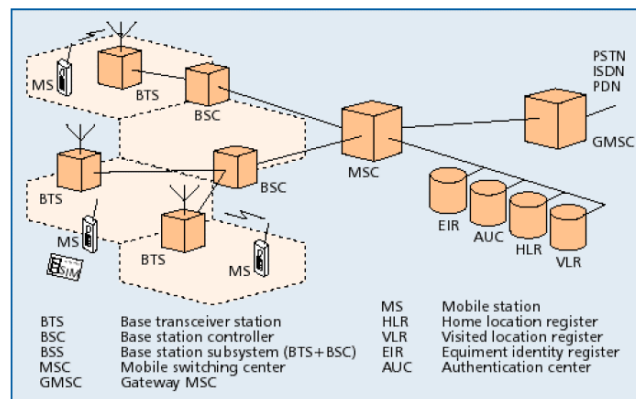 PSTN
ISDN
PDN
MS
BTS
BSC
GMSC
MSC
BTS
BSC
EIR
AUC
HLR
VLR
MS
SIM
BTS
MS
BTS Base transceiver station
BSC Base station controller
BSS Base station subsystem (BTS+BSC)
MSC Mobile switching center
GMSC Gateway MSC
MS Mobile station
HLR Home location register
VLR Visited location register
EIR Equiment identity register
AUC Authentication center